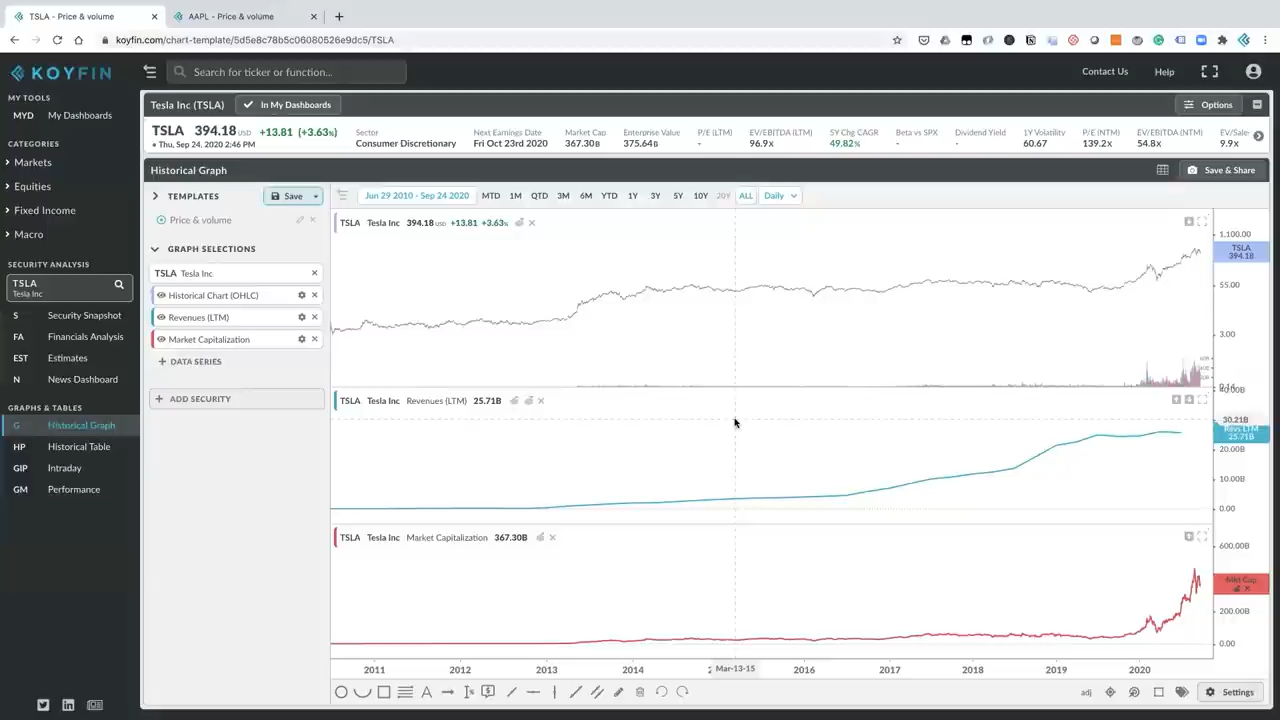 TSLA - Price & volume
AAPL - Price & volume
koyfin.com/chart-template/5d5e8c78b5c06080526e9dc5/TSLA
KOYFIN
Search for ticker or function...
Contact Us
Help
MY TOOLS
MYD My Dashboards
CATEGORIES
Markets
Equities
Fixed Income
Macro
SECURITY ANALYSIS
TSLA
Tesla Inc
S Security Snapshot
FA Financials Analysis
EST Estimates
N News Dashboard
GRAPHS & TABLES
G Historical Graph
HP Historical Table
GIP Intraday
GM Performance
Tesla Inc (TSLA)
In My Dashboards
Options
TSLA 394.18 USD +13.81 (+3.63%)
• Thu, Sep 24, 2020 2:46 PM
Sector Next Earnings Date Market Cap Enterprise Value P/E (LTM) EV/EBITDA (LTM) 5Y Chg CAGR Beta vs SPX Dividend Yield 1Y Volatility P/E (NTM) EV/EBITDA (NTM) EV/Sale
Consumer Discretionary Fri Oct 23rd 2020 367.30B 375.64B - 96.9X 49.82% - - 60.67 139.2X 54.8X 9.9X
Historical Graph
Save & Share
TEMPLATES
Save
Price & volume
GRAPH SELECTIONS
TSLA Tesla Inc
Historical Chart (OHLC)
Revenues (LTM)
Market Capitalization
+ DATA SERIES
+ ADD SECURITY
Jun 29 2010 - Sep 24 2020 MTD 1M QTD 3M 6M YTD 1Y 3Y 5Y 10Y 20Y ALL Daily
TSLA Tesla Inc 394.18 USD +13.81 +3.63%
1,100.00
TSLA
394.18
55.00
3.00
TSLA Tesla Inc Revenues (LTM) 25.71B
40.00B
30.21B
Revs LTM
25.71B
20.00B
10.00B
0.00
TSLA Tesla Inc Market Capitalization 367.30B
600.00B
Mkt Cap
200.00B
0.00
2011 2012 2013 2014 Mar-13-15 2016 2017 2018 2019 2020
adj
Settings